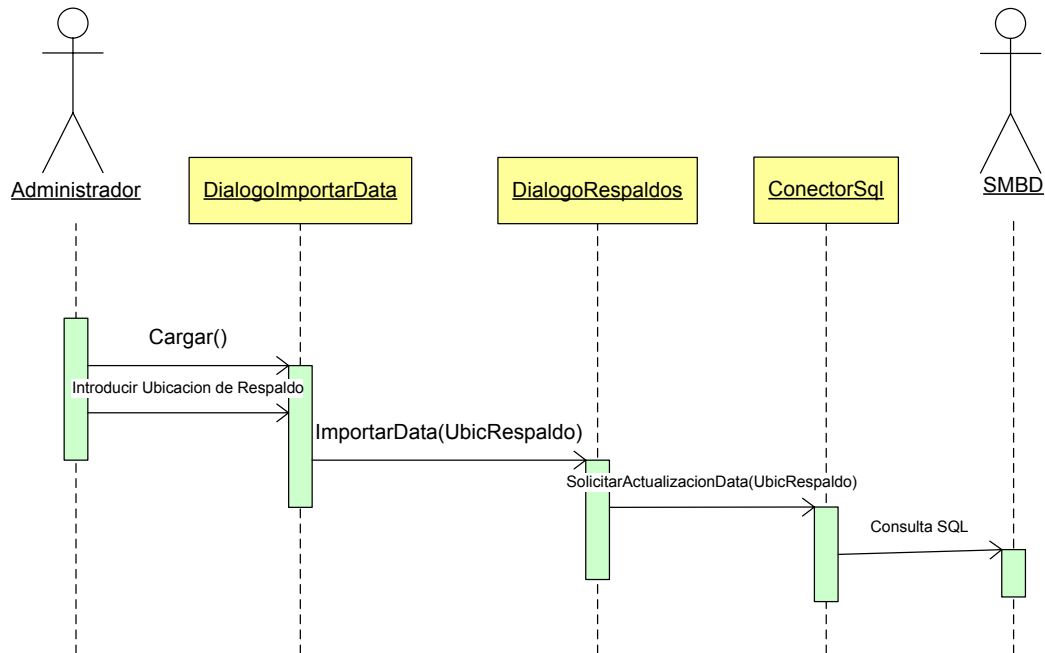 Administrador
DialogoImportarData
DialogoRespaldos
ConectorSql
SMBD
Cargar()
Introducir Ubicacion de Respaldo
ImportarData(UbicRespaldo)
SolicitarActualizacionData(UbicRespaldo)
Consulta SQL